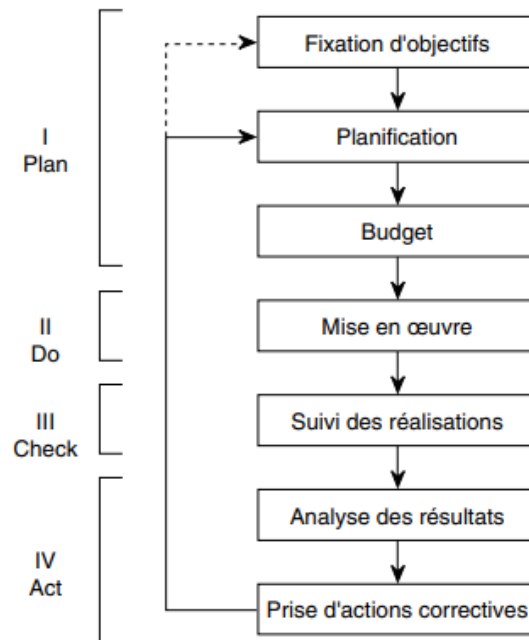 Fixation d'objectifs
I
Plan
Planification
Budget
II
Do
Mise en œuvre
III
Check
Suivi des réalisations
IV
Act
Analyse des résultats
Prise d'actions correctives